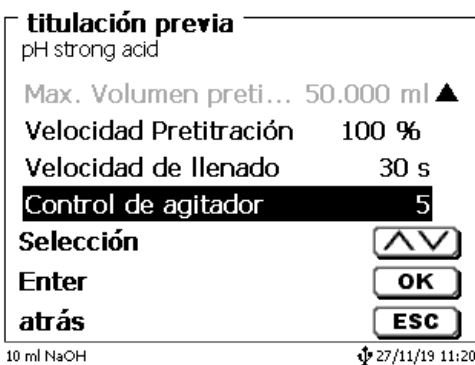 titulación previa
pH strong acid
Max. Volumen preti... 50.000 ml
Velocidad Pretitración 100 %
Velocidad de llenado 30 s
Control de agitador 5
Selección
Enter OK
atrás ESC
10 ml NaOH 27/11/19 11:20